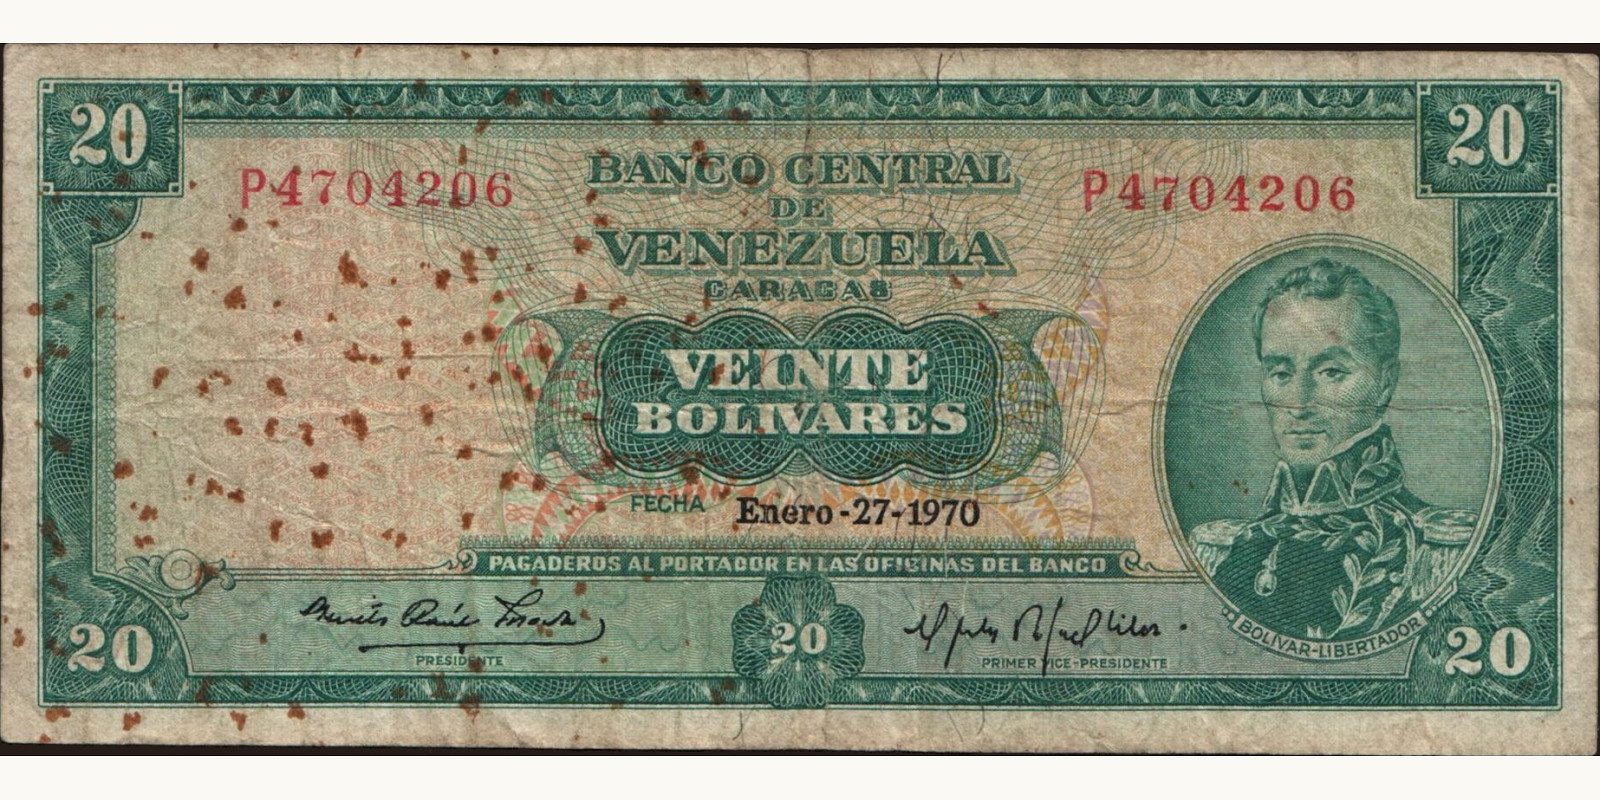 20 20
P4704206 P4704206
BANCO CENTRAL
DE
VENEZUELA
CARACAS
VEINTE
BOLIVARES
FECHA Enero-27-1970
PAGADEROS AL PORTADOR EN LAS OFICINAS DEL BANCO
BOLIVAR-LIBERTADOR
20 20 20
PRESIDENTE PRIMER VICE-PRESIDENTE